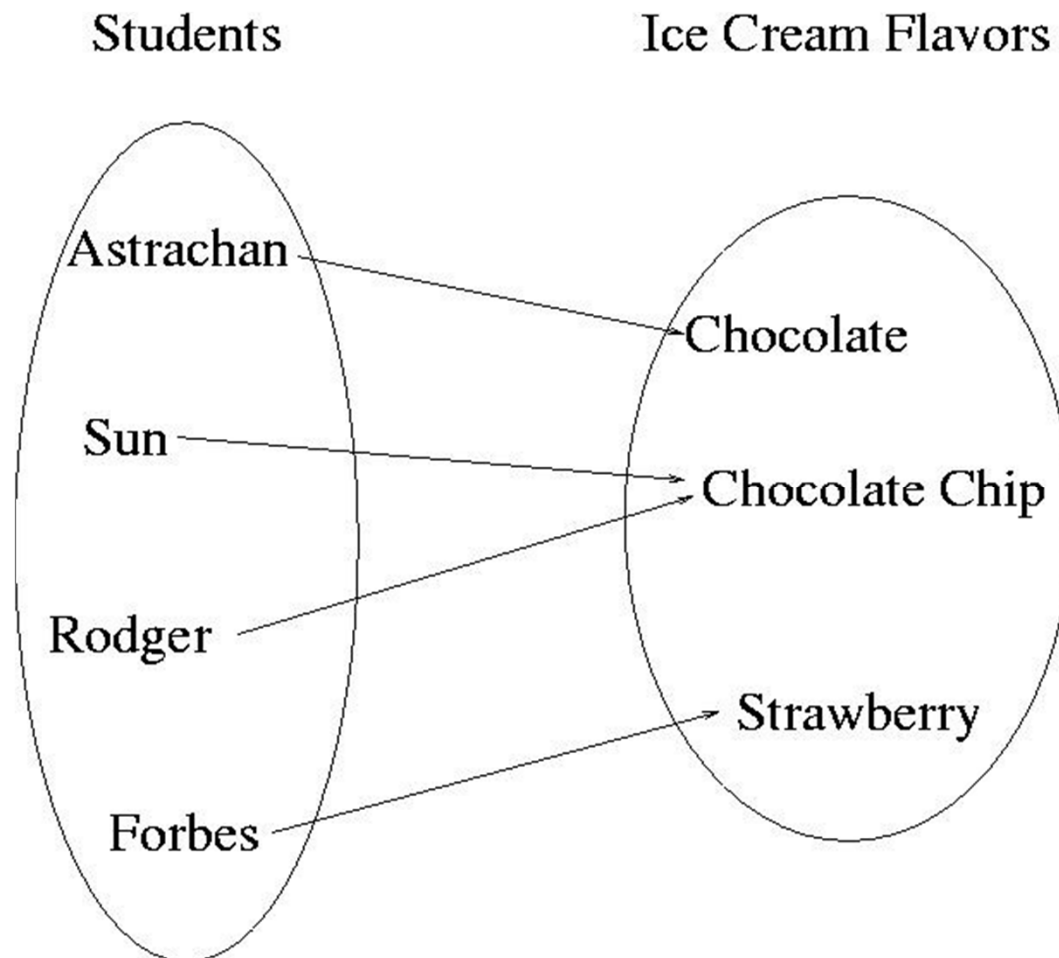 Students
Ice Cream Flavors
Astrachan
Chocolate
Sun
Chocolate Chip
Rodger
Strawberry
Forbes